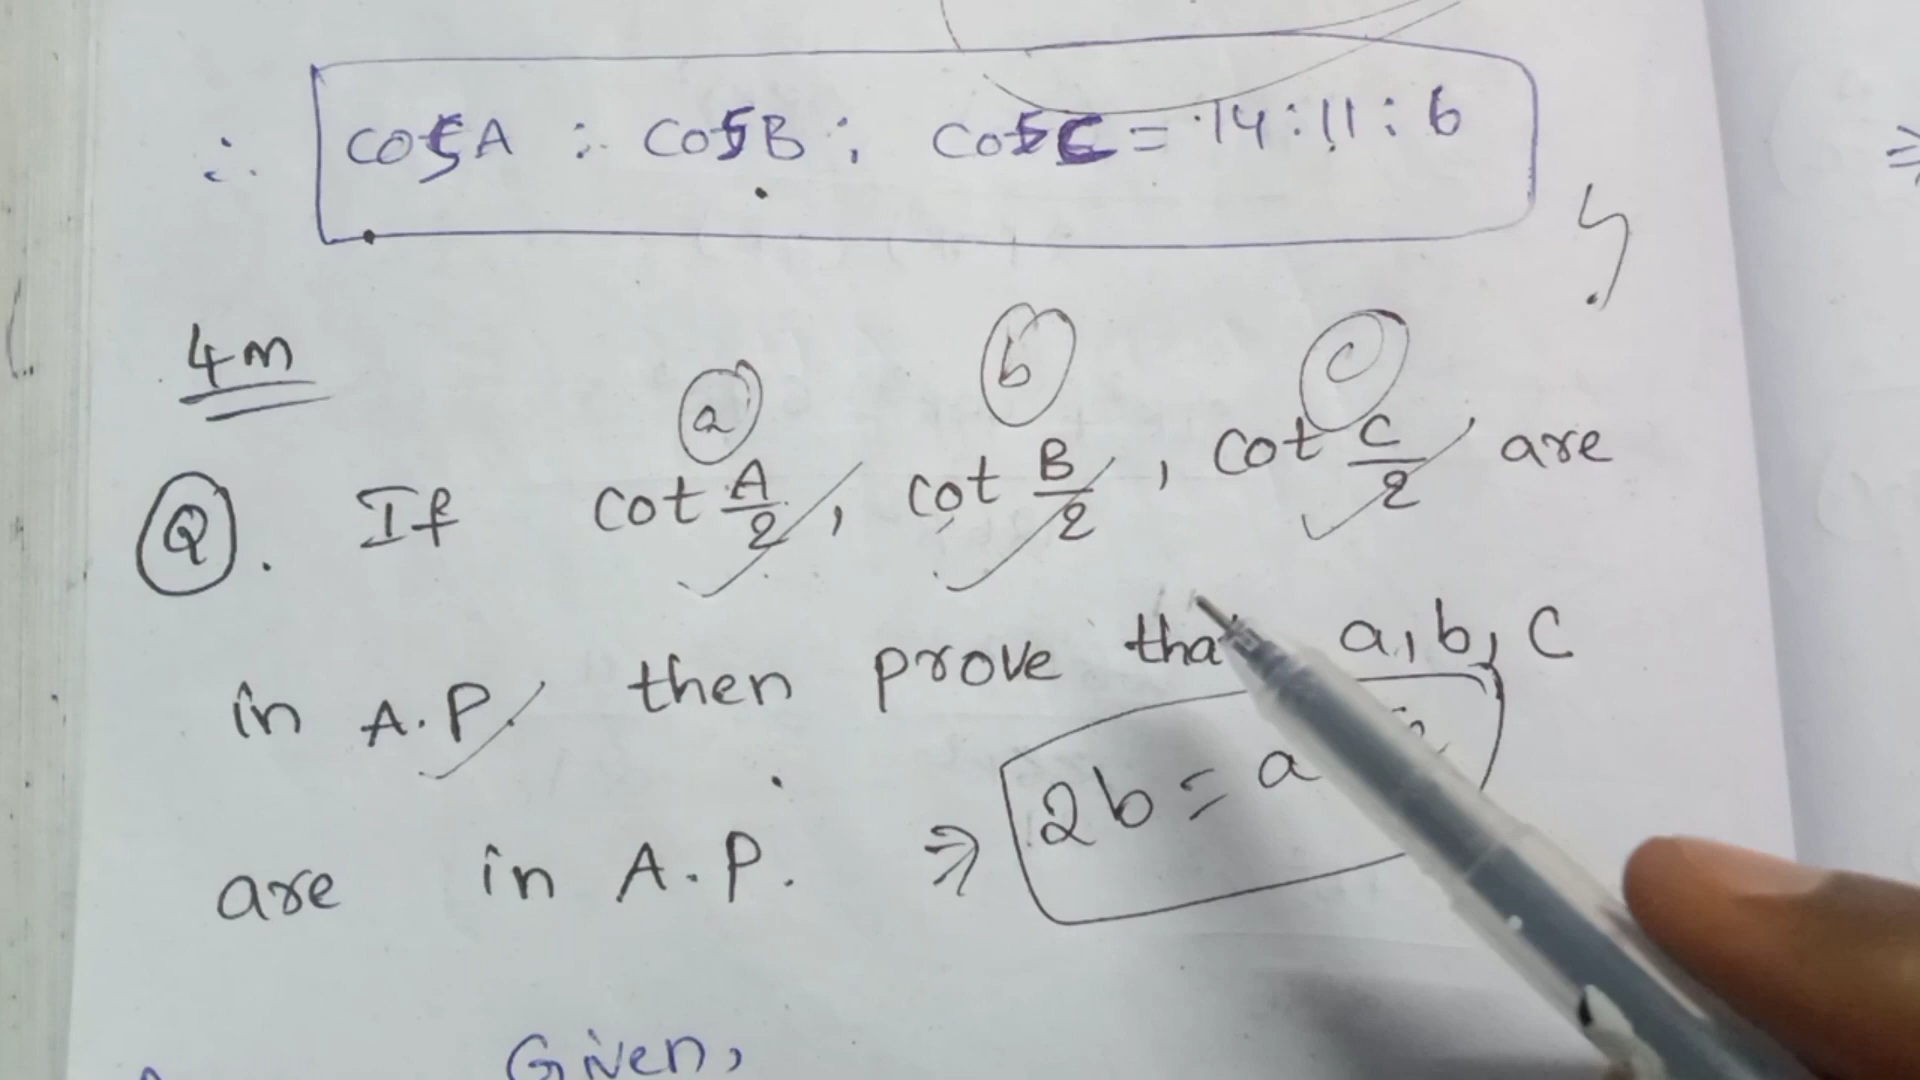 ∴ cosA : cosB : cosC = 14:11:6
4m
a b c
Q. If cot A/2, cot B/2, cot C/2 are
in A.P. then prove that a, b, c
are in A.P. ⇒ 2b = a
Given,